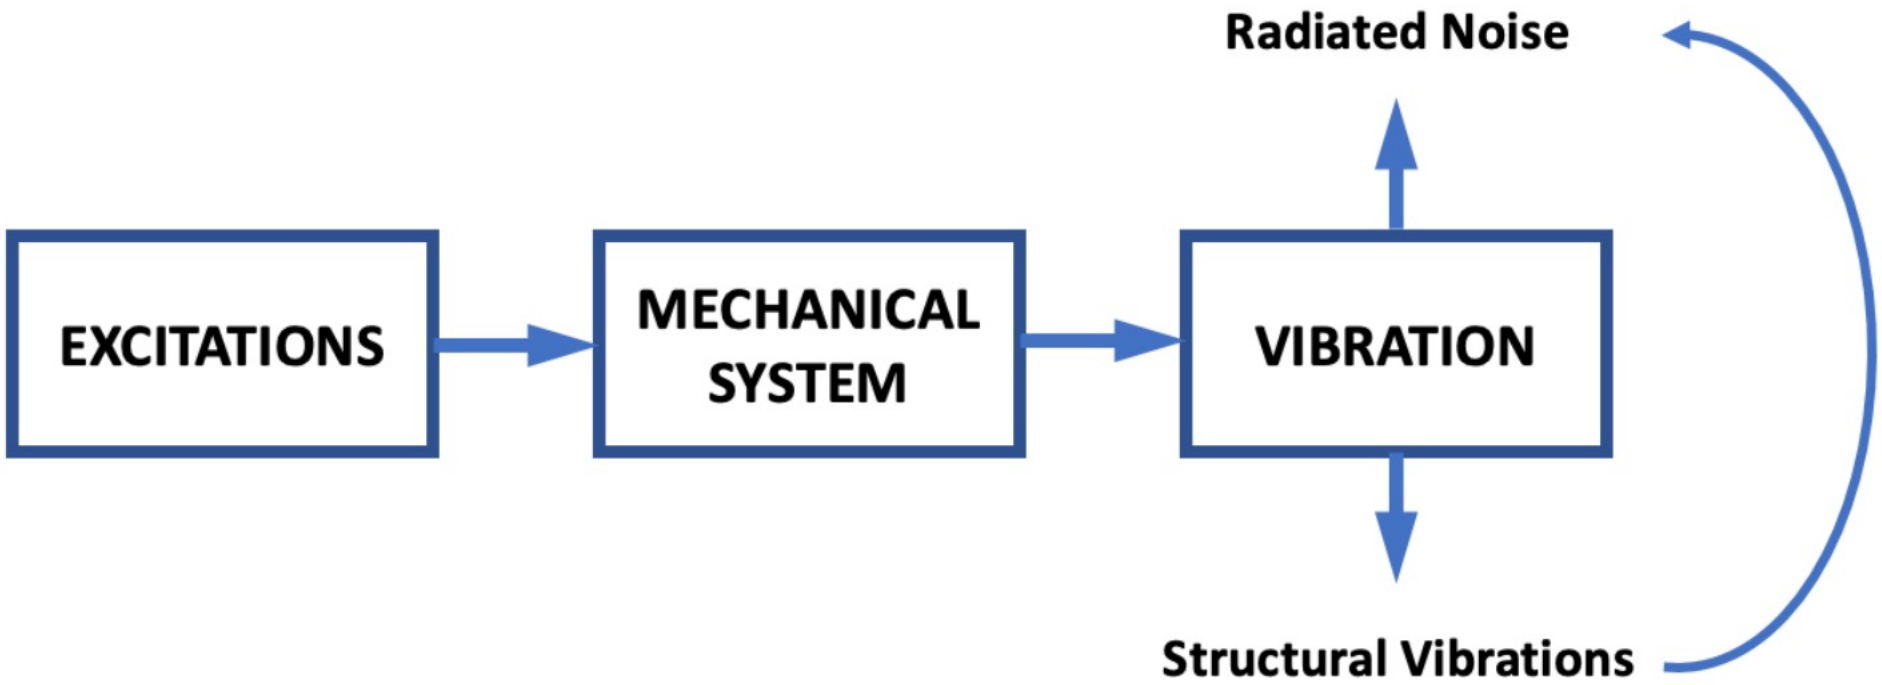 Radiated Noise
EXCITATIONS
MECHANICAL
SYSTEM
VIBRATION
Structural Vibrations